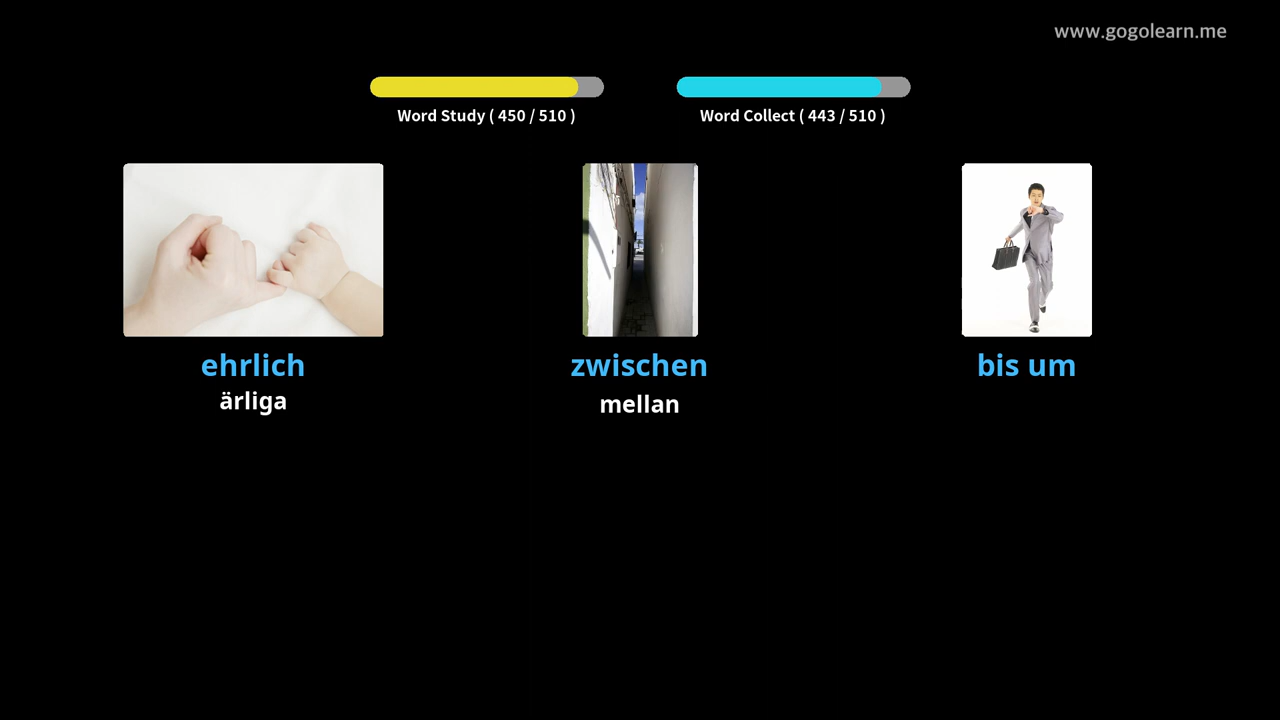 www.gogolearn.me
Word Study ( 450 / 510 )
Word Collect ( 443 / 510 )
ehrlich
ärliga
zwischen
mellan
bis um